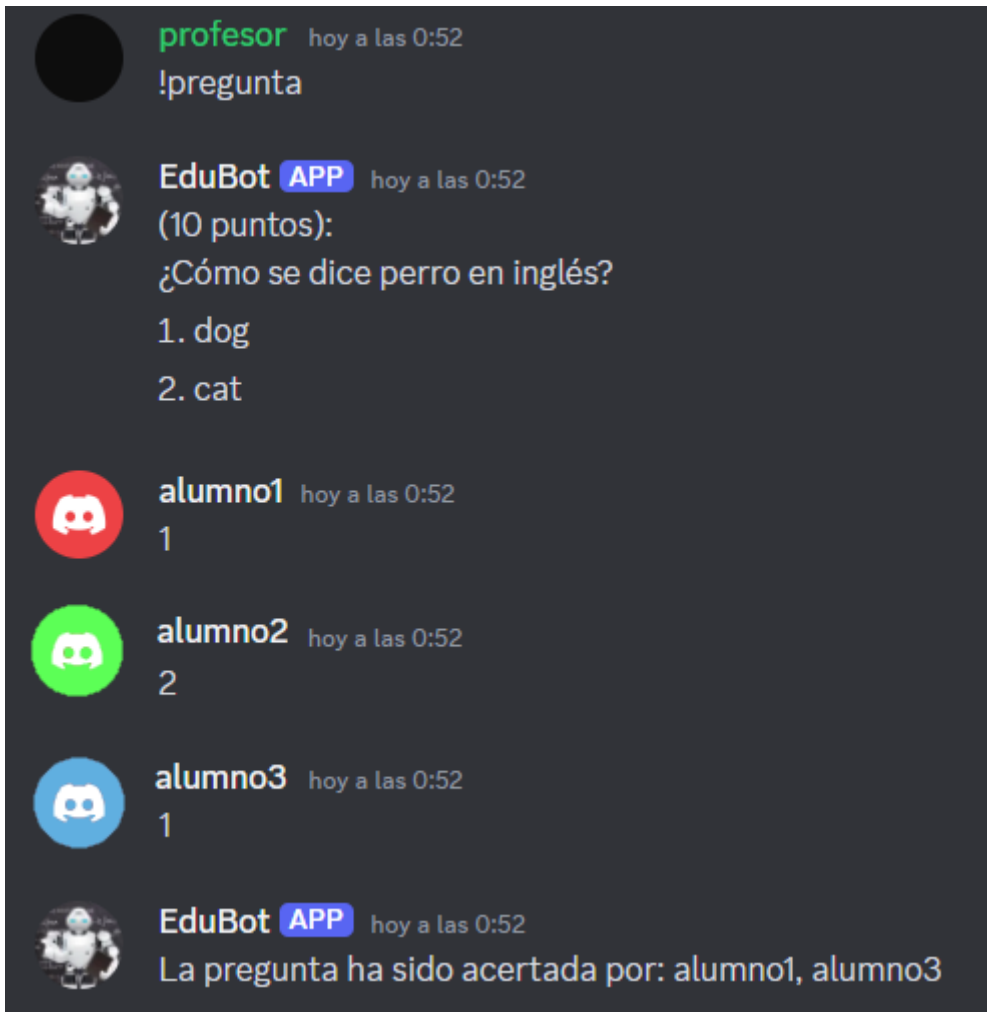 profesor hoy a las 0:52
!pregunta
EduBot APP hoy a las 0:52
(10 puntos):
¿Cómo se dice perro en inglés?
1. dog
2. cat
alumno1 hoy a las 0:52
1
alumno2 hoy a las 0:52
2
alumno3 hoy a las 0:52
1
EduBot APP hoy a las 0:52
La pregunta ha sido acertada por: alumno1, alumno3